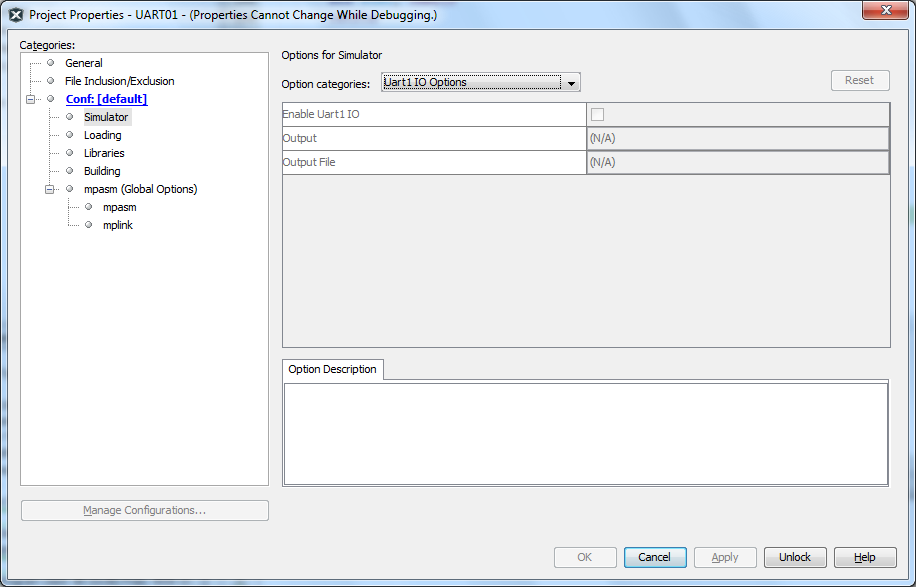 Project Properties - UART01 - (Properties Cannot Change While Debugging.)
Categories:
General
File Inclusion/Exclusion
Conf: [default]
Simulator
Loading
Libraries
Building
mpasm (Global Options)
mpasm
mplink
Manage Configurations...
Options for Simulator
Option categories: Uart1 IO Options
Reset
Enable Uart1 IO
Output (N/A)
Output File (N/A)
Option Description
OK Cancel Apply Unlock Help